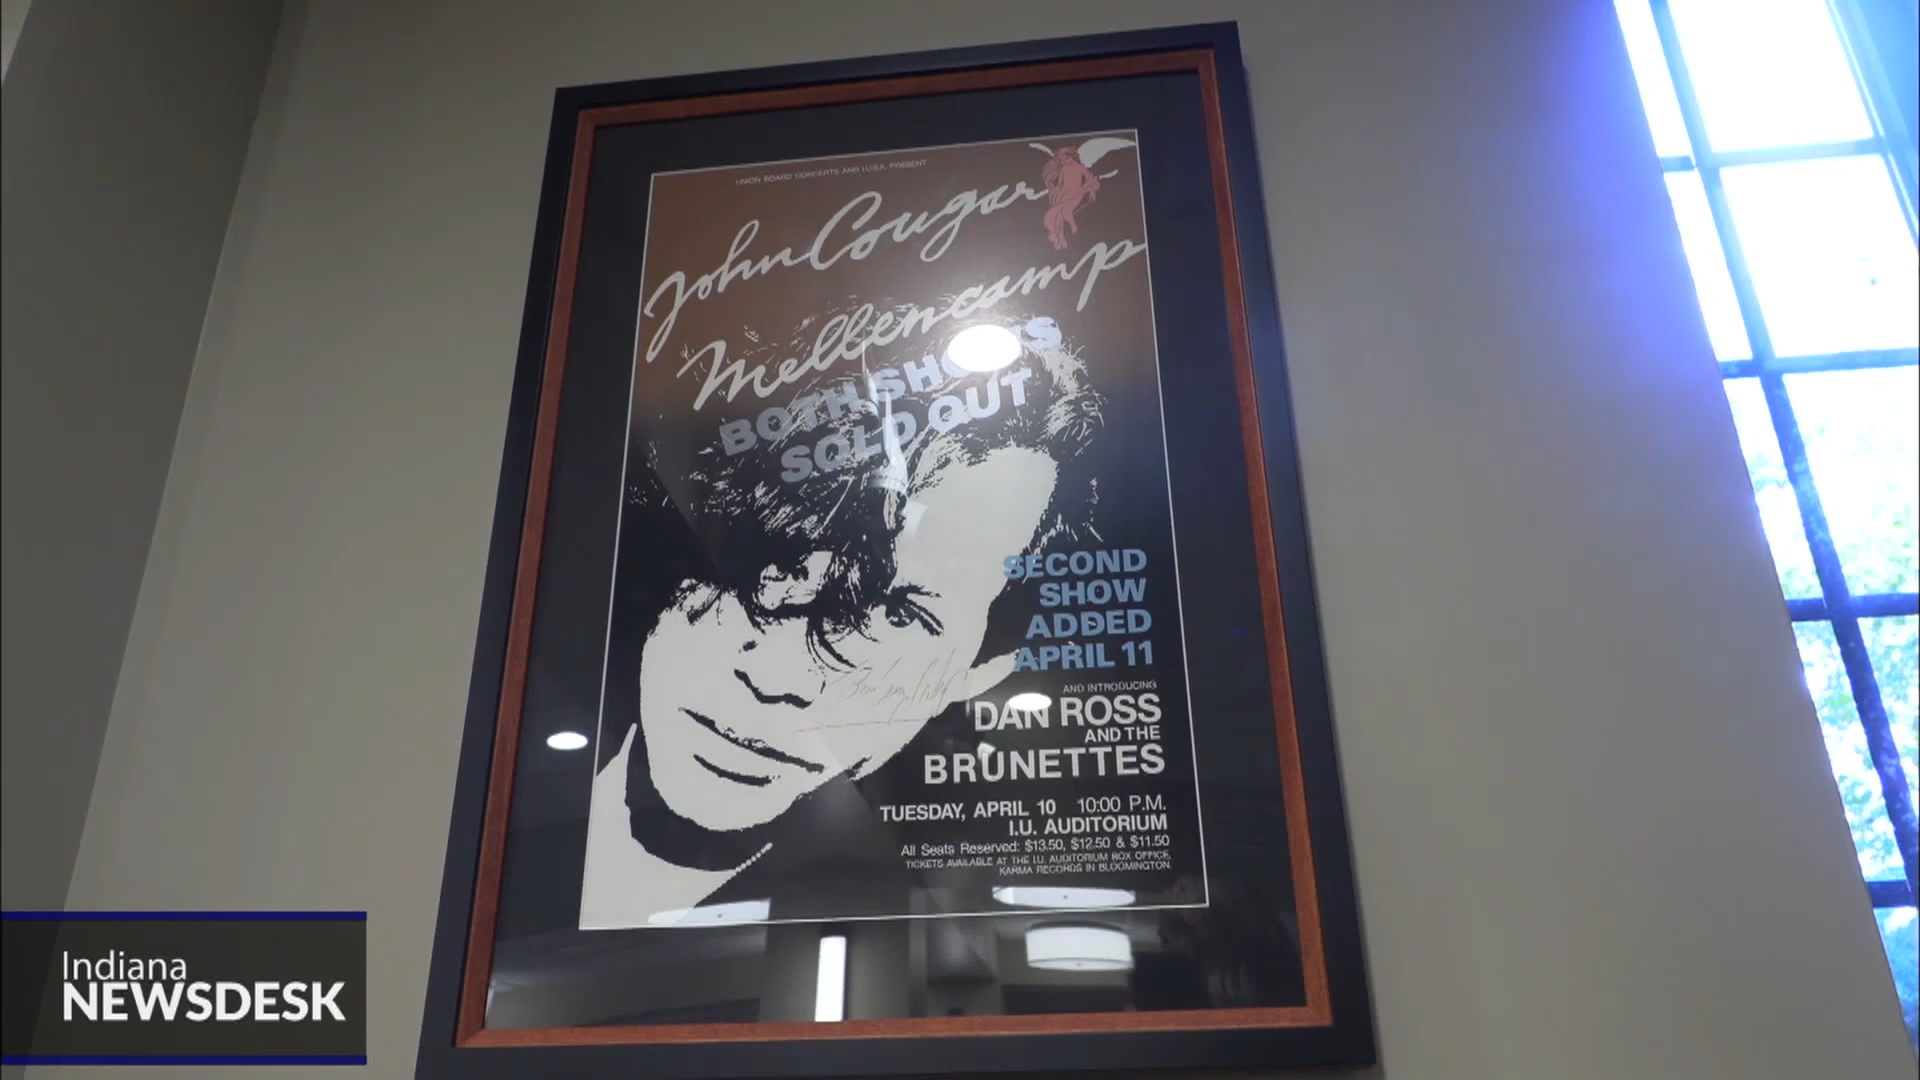 UNION BOARD CONCERTS AND I.U.S.A. PRESENT
John Cougar
Mellencamp
BOTH SHOWS
SOLD OUT
SECOND
SHOW
ADDED
APRIL 11
AND INTRODUCING
DAN ROSS
AND THE
BRUNETTES
TUESDAY, APRIL 10 10:00 P.M.
I.U. AUDITORIUM
All Seats Reserved: $13.50, $12.50 & $11.50
TICKETS AVAILABLE AT THE I.U. AUDITORIUM BOX OFFICE,
KARMA RECORDS IN BLOOMINGTON
Indiana
NEWSDESK